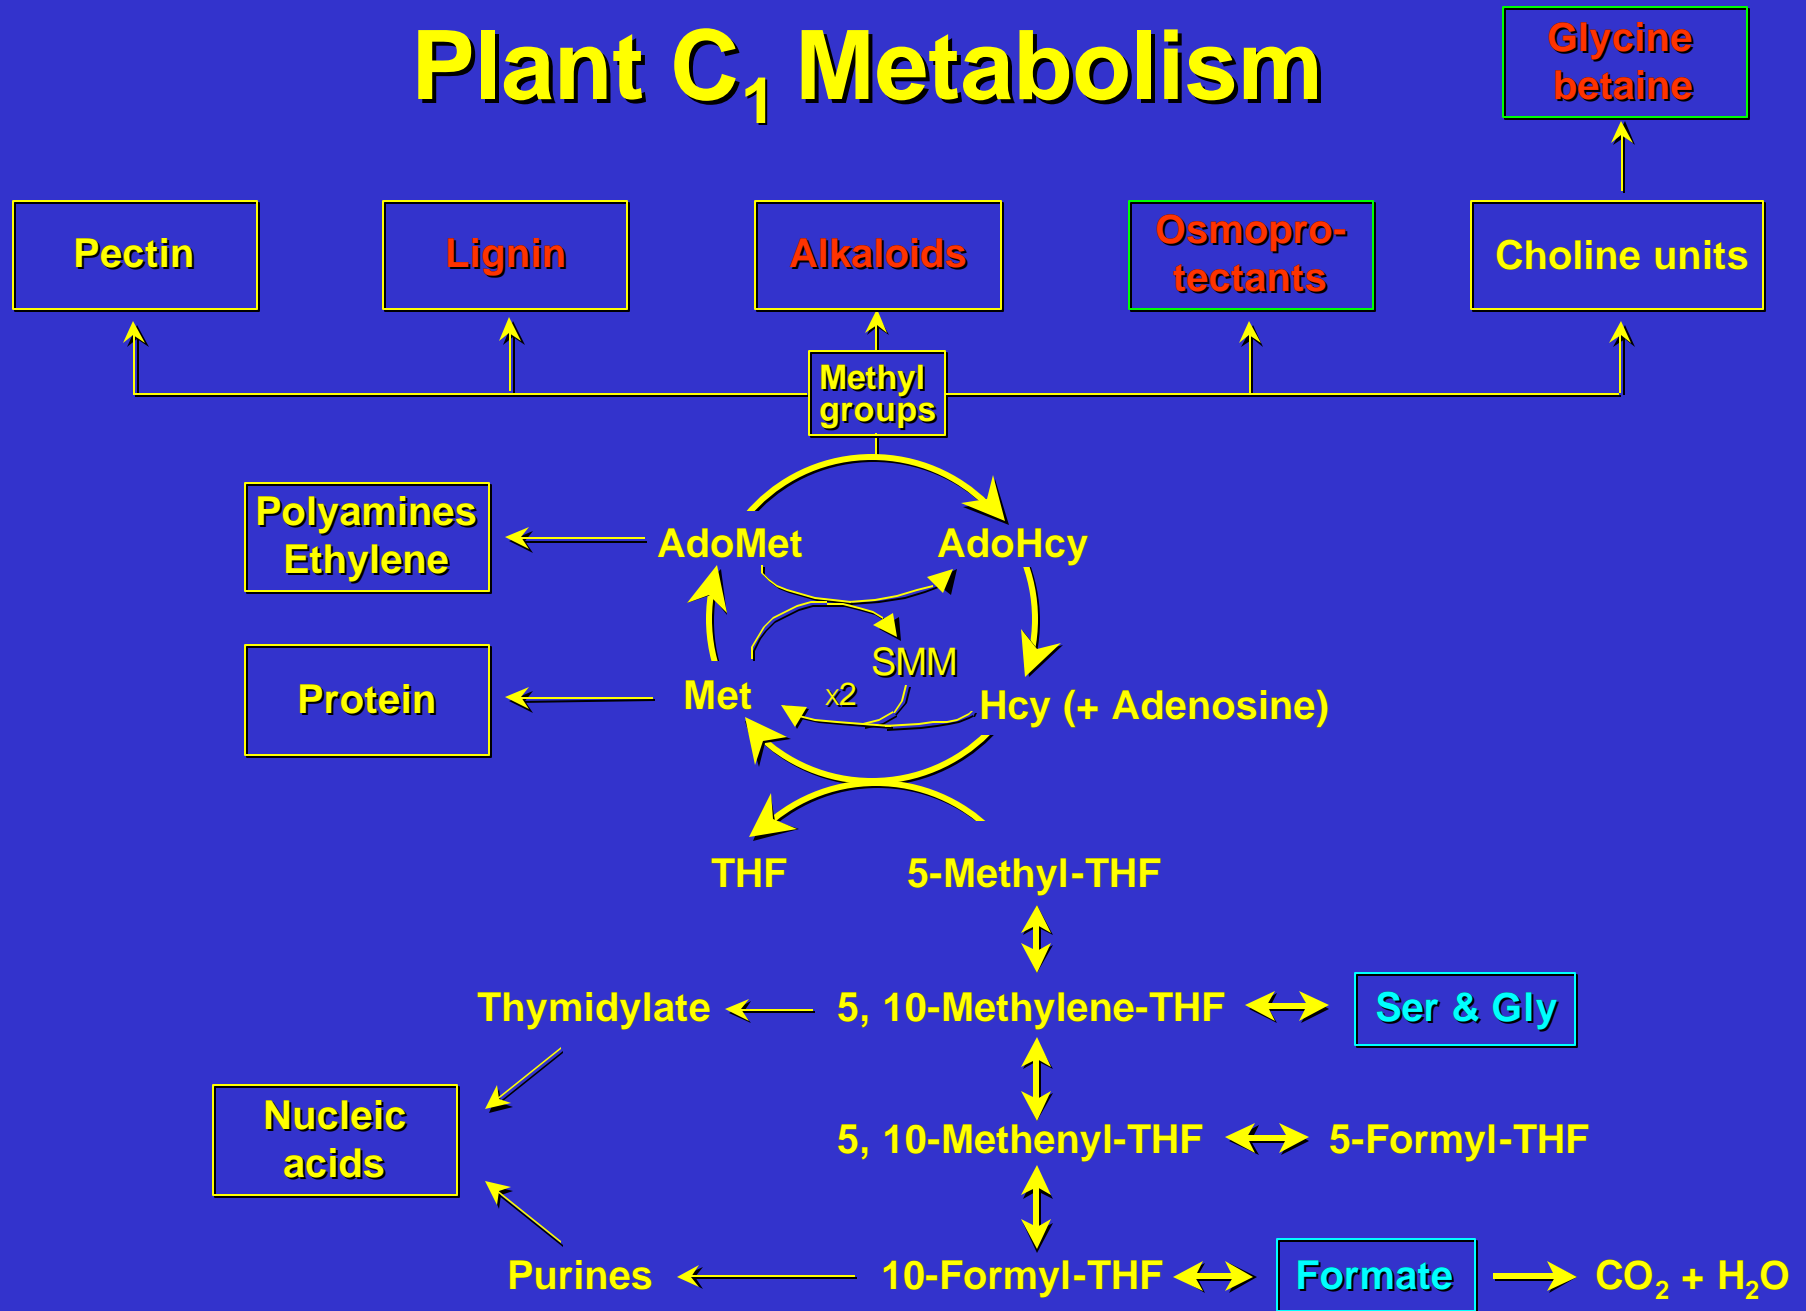 Plant C₁ Metabolism
Glycine
betaine
Pectin
Lignin
Alkaloids
Osmopro-
tectants
Choline units
Methyl
groups
Polyamines
Ethylene
AdoMet
AdoHcy
SMM
Protein
Met
x2
Hcy (+ Adenosine)
THF
5-Methyl-THF
Thymidylate
5, 10-Methylene-THF
Ser & Gly
Nucleic
acids
5, 10-Methenyl-THF
5-Formyl-THF
Purines
10-Formyl-THF
Formate
CO₂ + H₂O